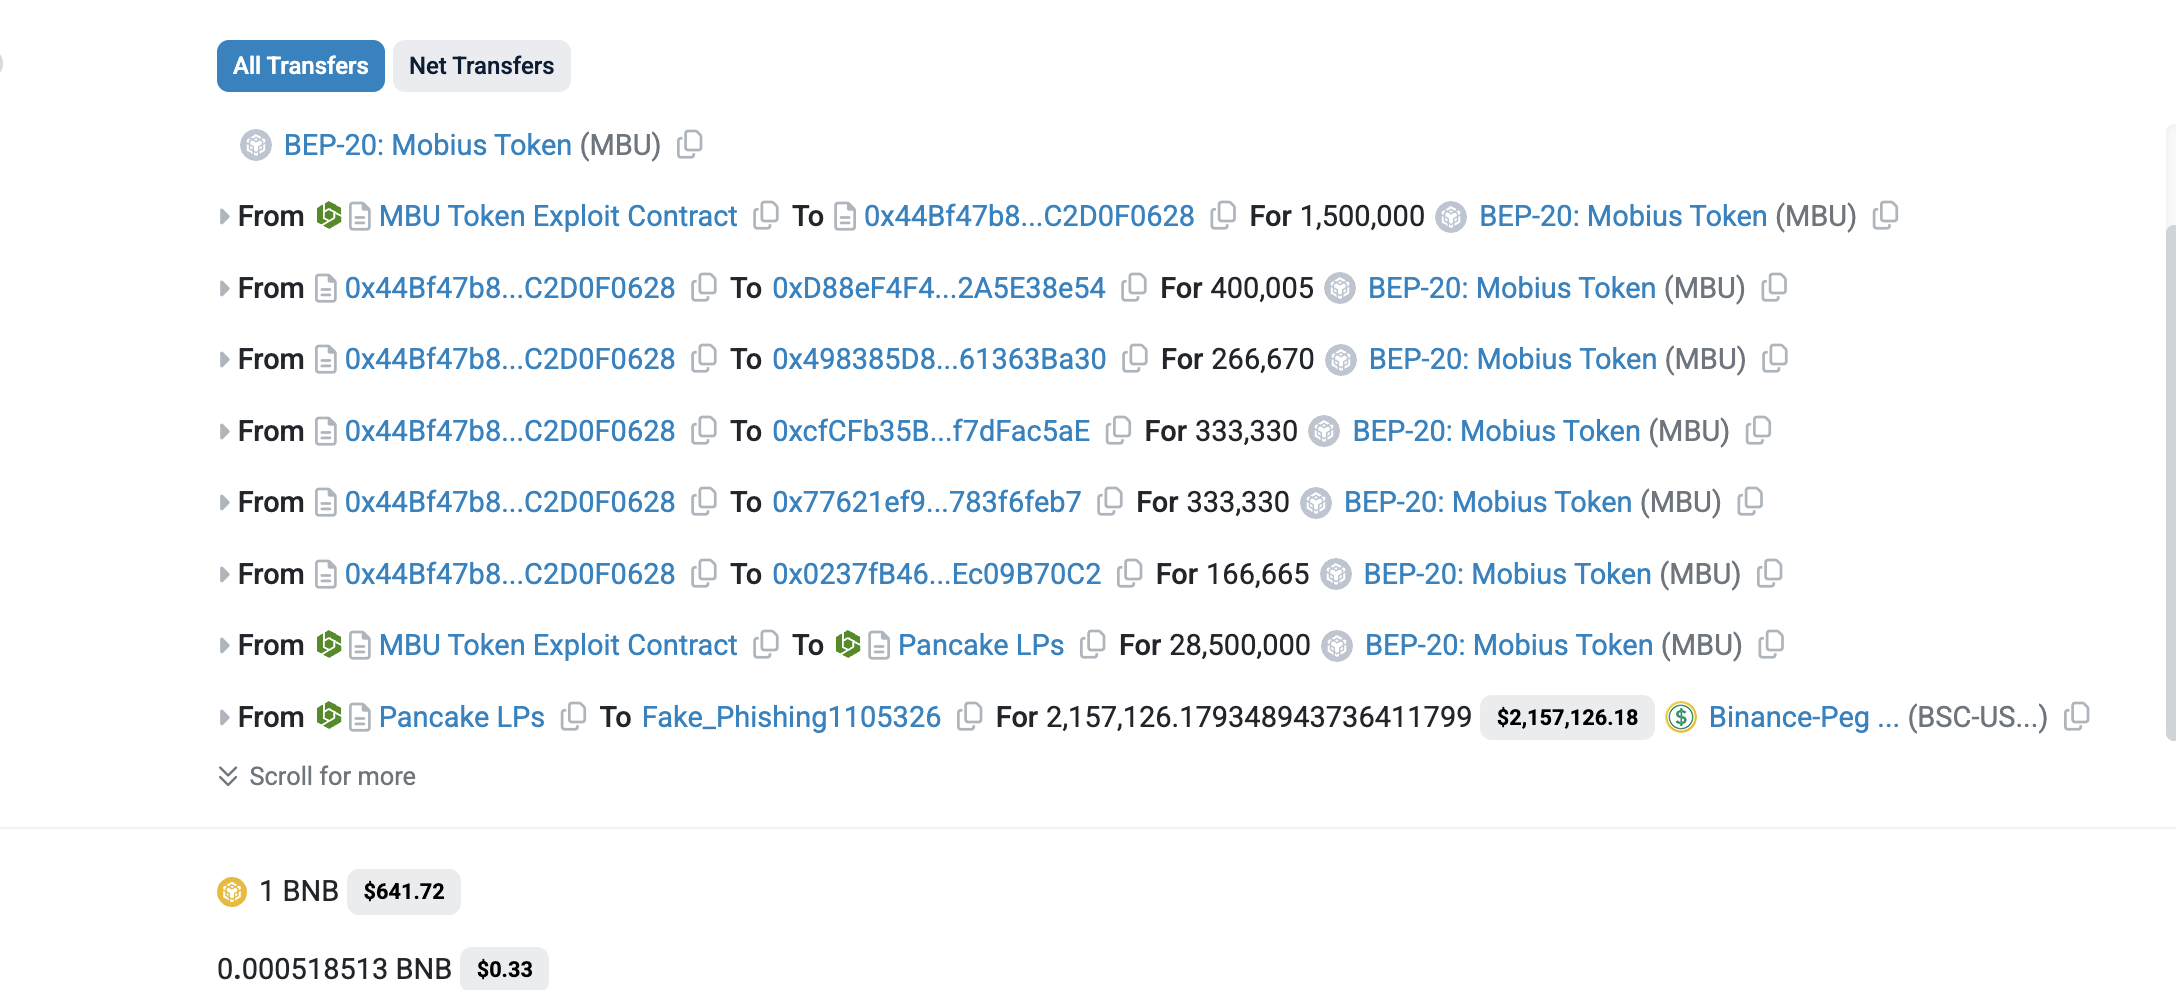 All Transfers Net Transfers
BEP-20: Mobius Token (MBU)
From MBU Token Exploit Contract To 0x44Bf47b8...C2D0F0628 For 1,500,000 BEP-20: Mobius Token (MBU)
From 0x44Bf47b8...C2D0F0628 To 0xD88eF4F4...2A5E38e54 For 400,005 BEP-20: Mobius Token (MBU)
From 0x44Bf47b8...C2D0F0628 To 0x498385D8...61363Ba30 For 266,670 BEP-20: Mobius Token (MBU)
From 0x44Bf47b8...C2D0F0628 To 0xcfCFb35B...f7dFac5aE For 333,330 BEP-20: Mobius Token (MBU)
From 0x44Bf47b8...C2D0F0628 To 0x77621ef9...783f6feb7 For 333,330 BEP-20: Mobius Token (MBU)
From 0x44Bf47b8...C2D0F0628 To 0x0237fB46...Ec09B70C2 For 166,665 BEP-20: Mobius Token (MBU)
From MBU Token Exploit Contract To Pancake LPs For 28,500,000 BEP-20: Mobius Token (MBU)
From Pancake LPs To Fake_Phishing1105326 For 2,157,126.179348943736411799 $2,157,126.18 Binance-Peg ... (BSC-US...)
Scroll for more
1 BNB $641.72
0.000518513 BNB $0.33